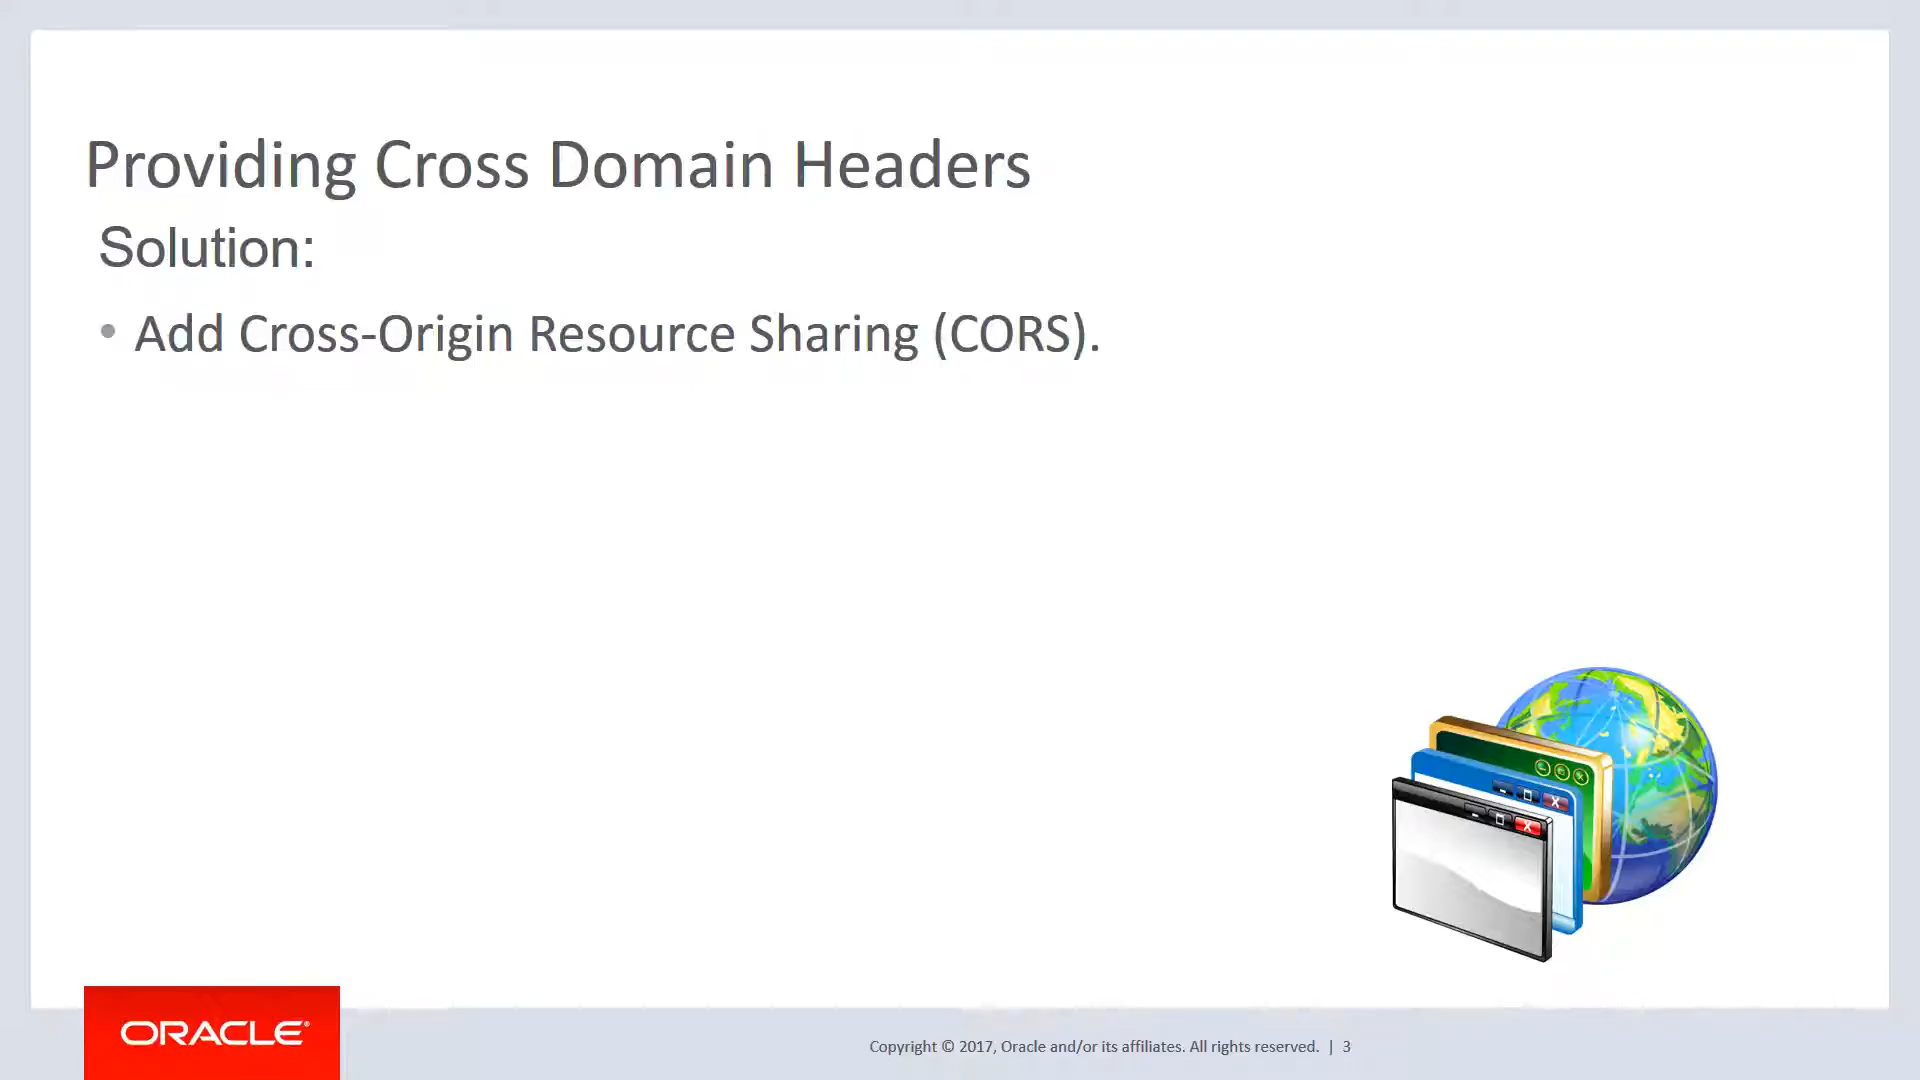 Providing Cross Domain Headers
Solution:
• Add Cross-Origin Resource Sharing (CORS).
ORACLE®
Copyright © 2017, Oracle and/or its affiliates. All rights reserved. | 3